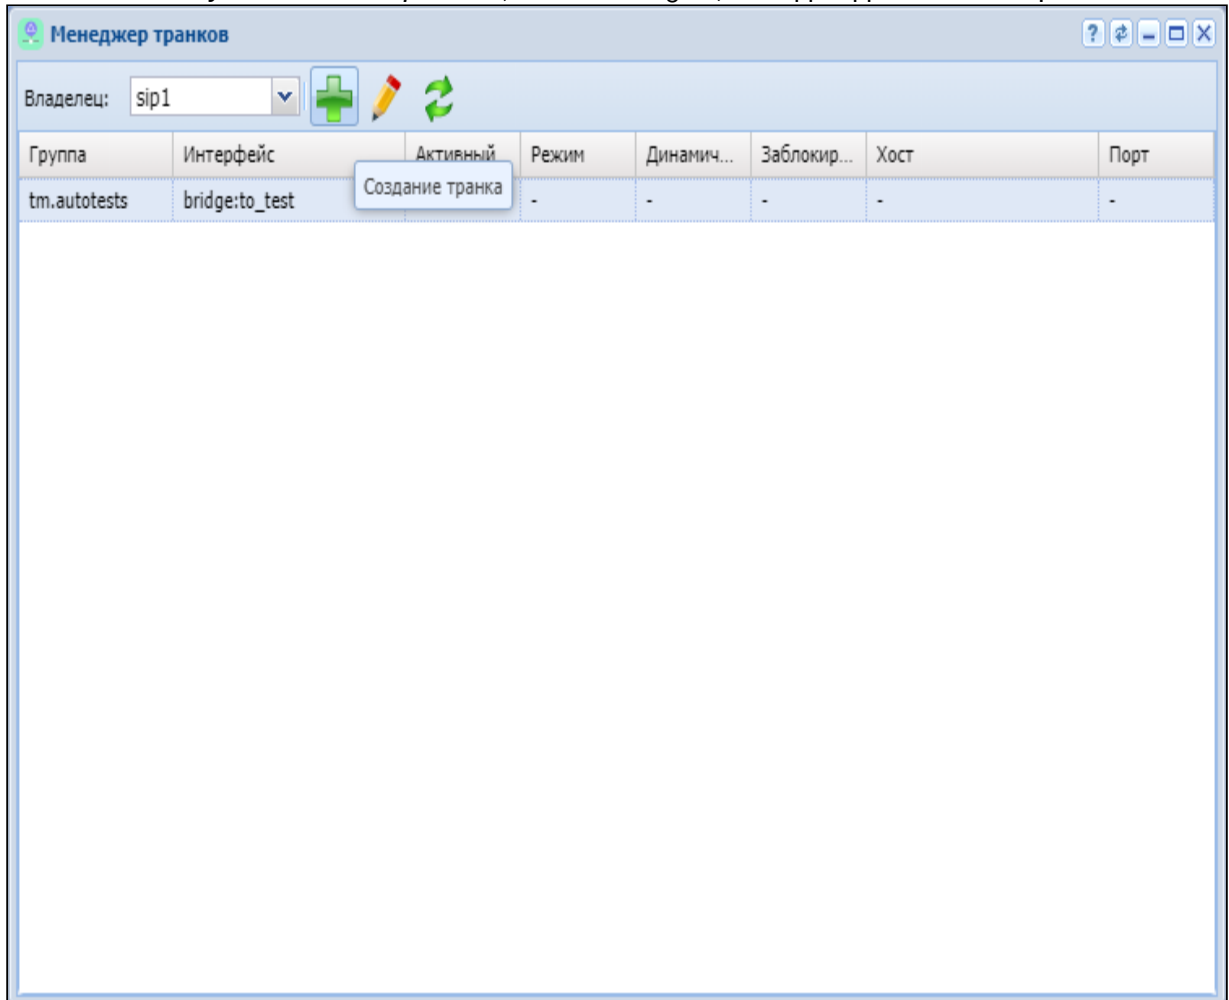 Менеджер транков
Владелец: sip1
Группа Интерфейс Активный Режим Динамич... Заблокир... Хост Порт
Создание транка
tm.autotests bridge:to_test - - - - -